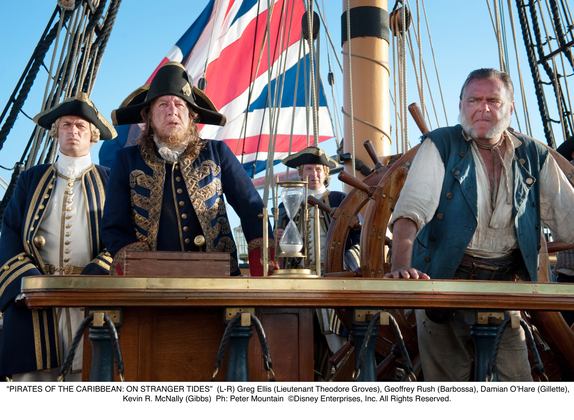 "PIRATES OF THE CARIBBEAN: ON STRANGER TIDES" (L-R) Greg Ellis (Lieutenant Theodore Groves), Geoffrey Rush (Barbossa), Damian O'Hare (Gillette),
Kevin R. McNally (Gibbs) Ph: Peter Mountain ©Disney Enterprises, Inc. All Rights Reserved.